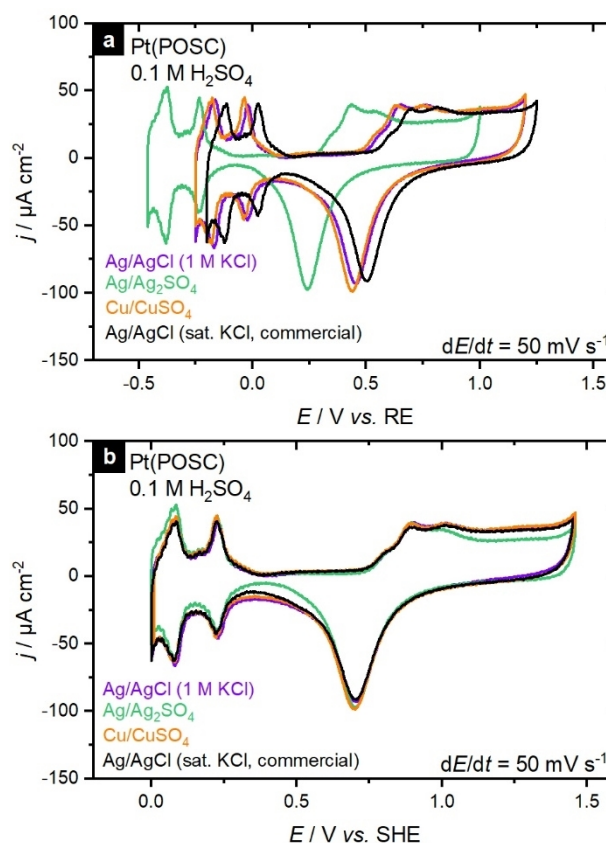 a
Pt(POSC)
0.1 M H₂SO₄
100
50
0
-50
-100
-150
j / µA cm⁻²
Ag/AgCl (1 M KCl)
Ag/Ag₂SO₄
Cu/CuSO₄
Ag/AgCl (sat. KCl, commercial)
dE/dt = 50 mV s⁻¹
-0.5 0.0 0.5 1.0 1.5
E / V vs. RE
b
Pt(POSC)
0.1 M H₂SO₄
100
50
0
-50
-100
-150
j / µA cm⁻²
Ag/AgCl (1 M KCl)
Ag/Ag₂SO₄
Cu/CuSO₄
Ag/AgCl (sat. KCl, commercial)
dE/dt = 50 mV s⁻¹
0.0 0.5 1.0 1.5
E / V vs. SHE